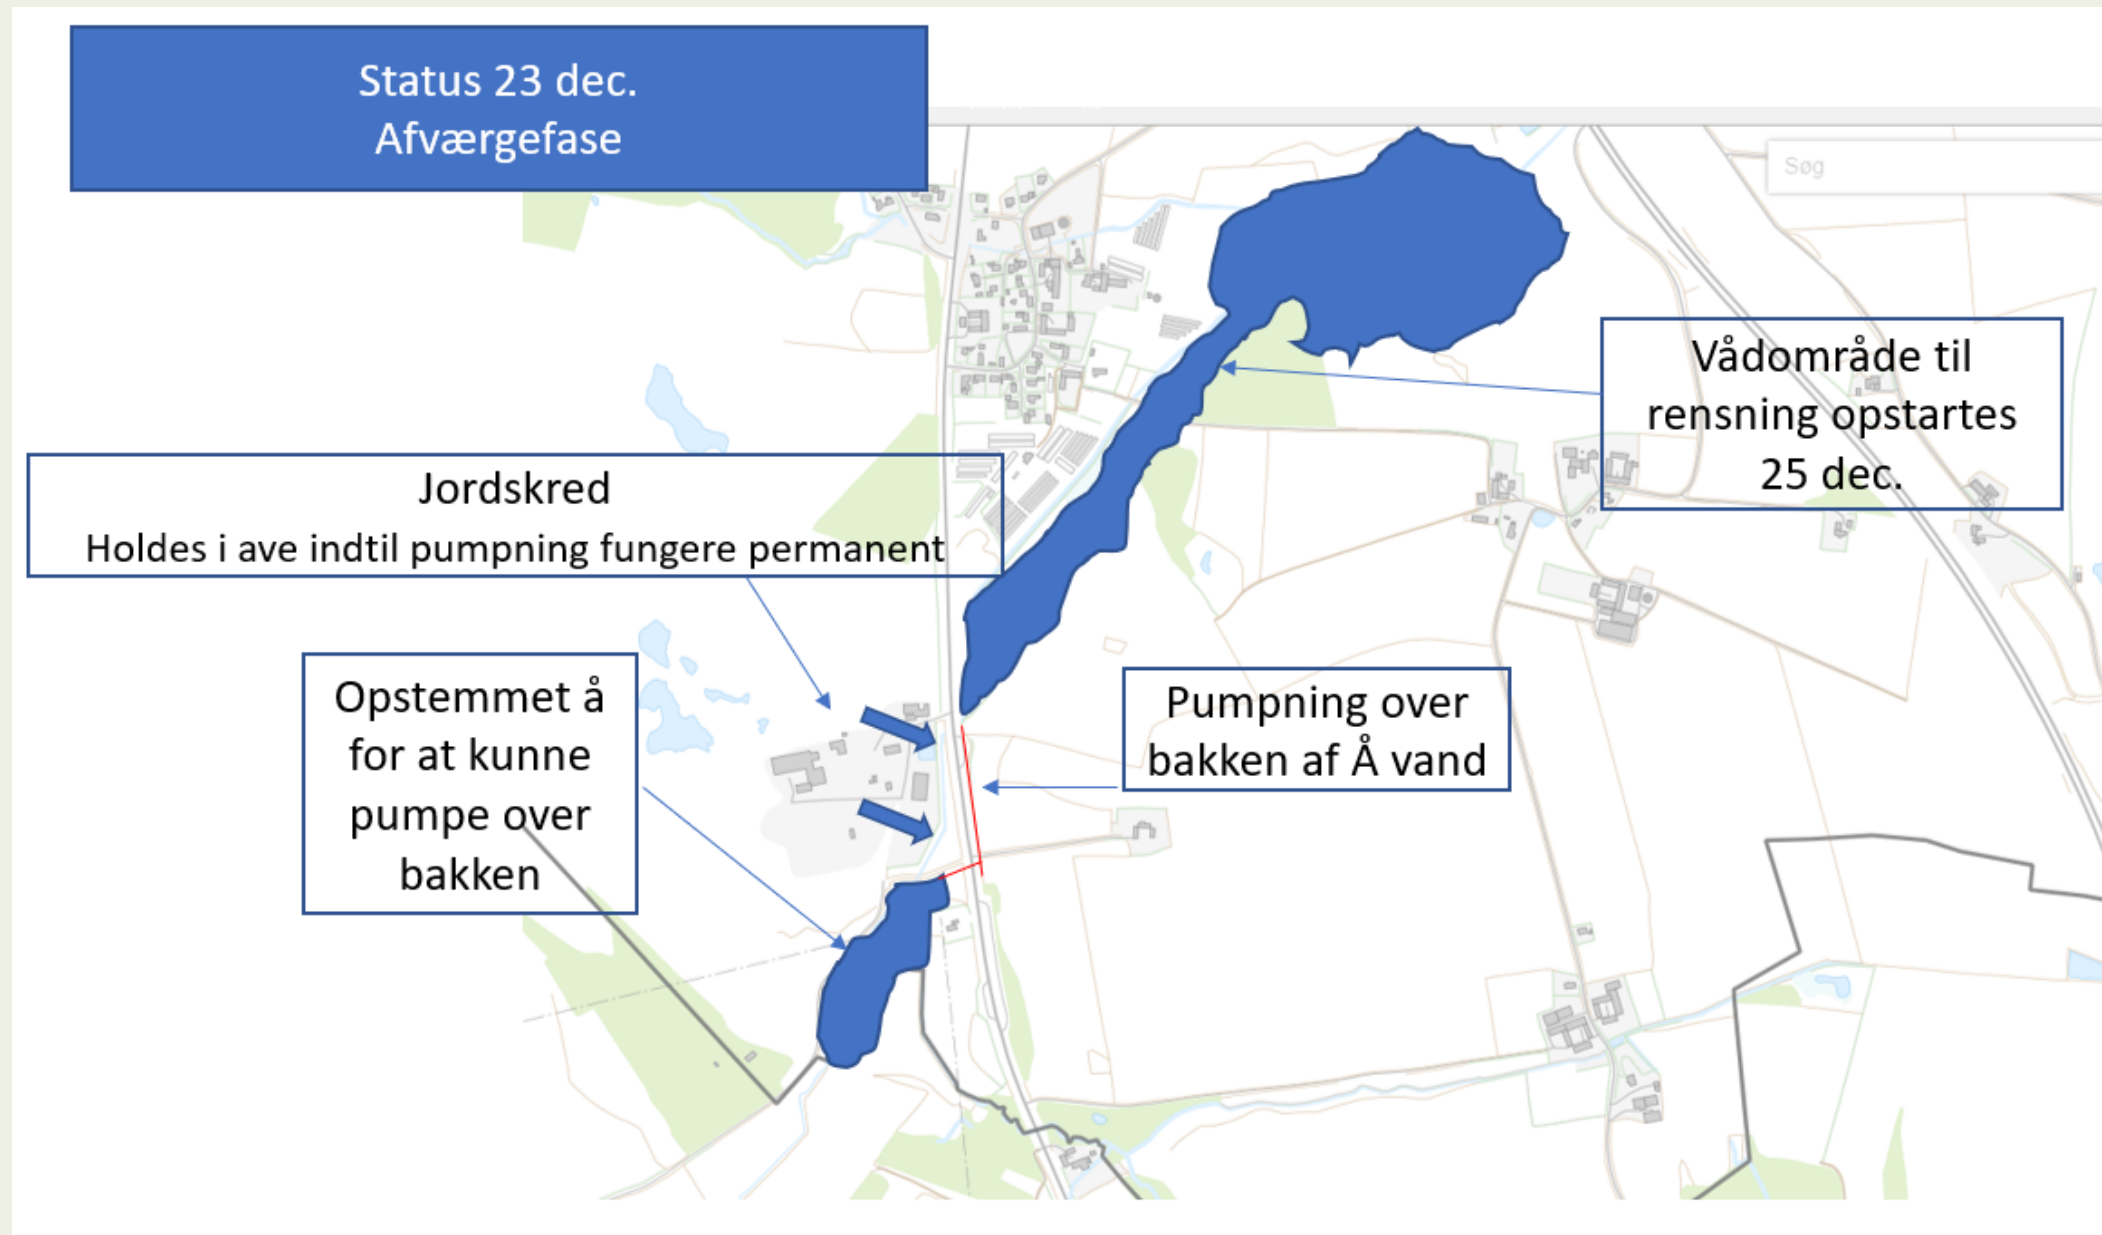 Status 23 dec.
Afværgefase
Søg
Vådområde til
rensning opstartes
25 dec.
Jordskred
Holdes i ave indtil pumpning fungere permanent
Opstemmet å
for at kunne
pumpe over
bakken
Pumpning over
bakken af Å vand